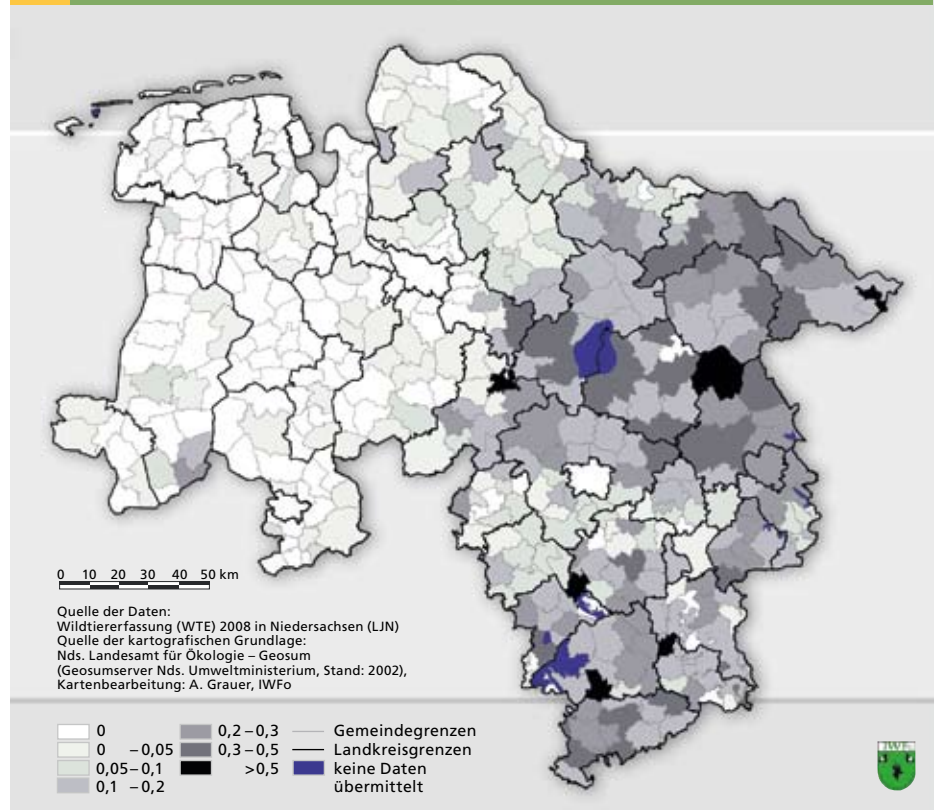 0 10 20 30 40 50 km
Quelle der Daten:
Wildtiererfassung (WTE) 2008 in Niedersachsen (LJN)
Quelle der kartografischen Grundlage:
Nds. Landesamt für Ökologie – Geosum
(Geosumserver Nds. Umweltministerium, Stand: 2002),
Kartenbearbeitung: A. Grauer, IWFo
0
0 – 0,05
0,05– 0,1
0,1 – 0,2
0,2 – 0,3
0,3 – 0,5
>0,5
Gemeindegrenzen
Landkreisgrenzen
keine Daten
übermittelt